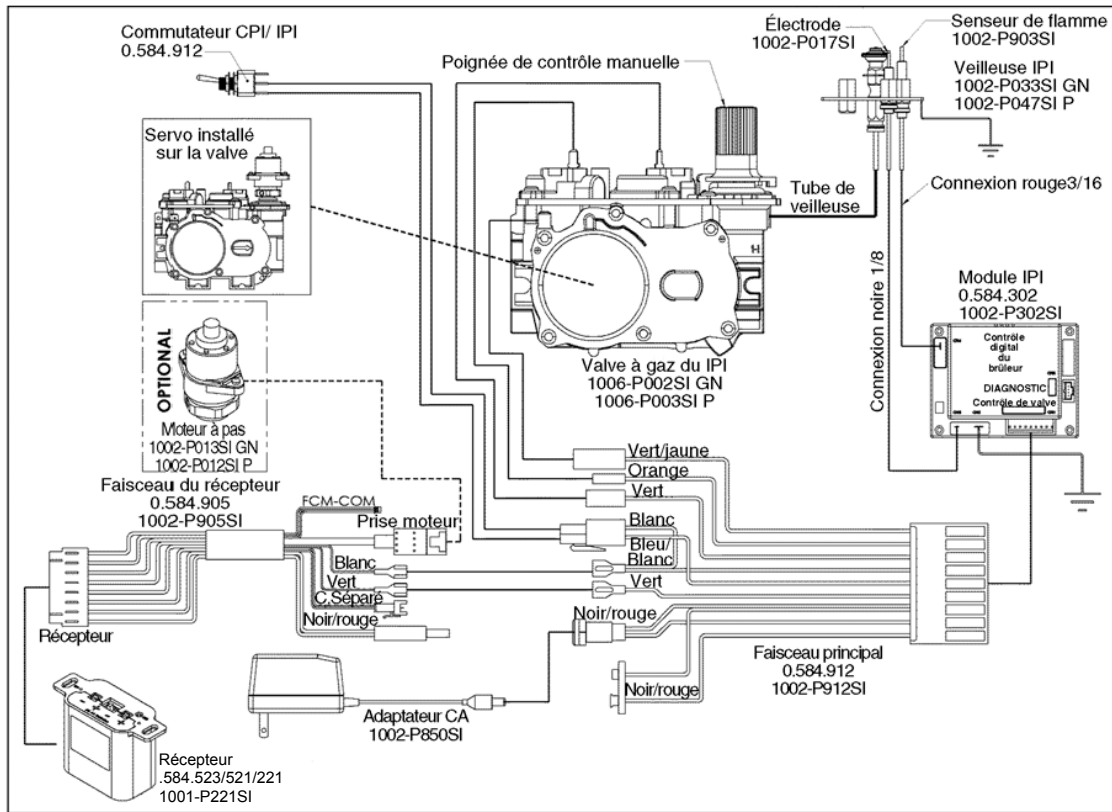 Commutateur CPI/ IPI
0.584.912
Électrode
1002-P017SI
Senseur de flamme
1002-P903SI
Poignée de contrôle manuelle
Veilleuse IPI
1002-P033SI GN
1002-P047SI P
Servo installé
sur la valve
Tube de
veilleuse
Connexion rouge3/16
Connexion noire 1/8
Module IPI
0.584.302
1002-P302SI
Contrôle
digital
du
brûleur
DIAGNOSTIC
Contrôle de valve
OPTIONAL
Moteur à pas
1002-P013SI GN
1002-P012SI P
Valve à gaz du IPI
1006-P002SI GN
1006-P003SI P
Faisceau du récepteur
0.584.905
1002-P905SI
FCM-COM
Prise moteur
Vert/jaune
Orange
Vert
Blanc
Bleu/
Blanc
Vert
Blanc
Vert
C.Séparé
Noir/rouge
Récepteur
Noir/rouge
Noir/rouge
Faisceau principal
0.584.912
1002-P912SI
Adaptateur CA
1002-P850SI
Récepteur
.584.523/521/221
1001-P221SI